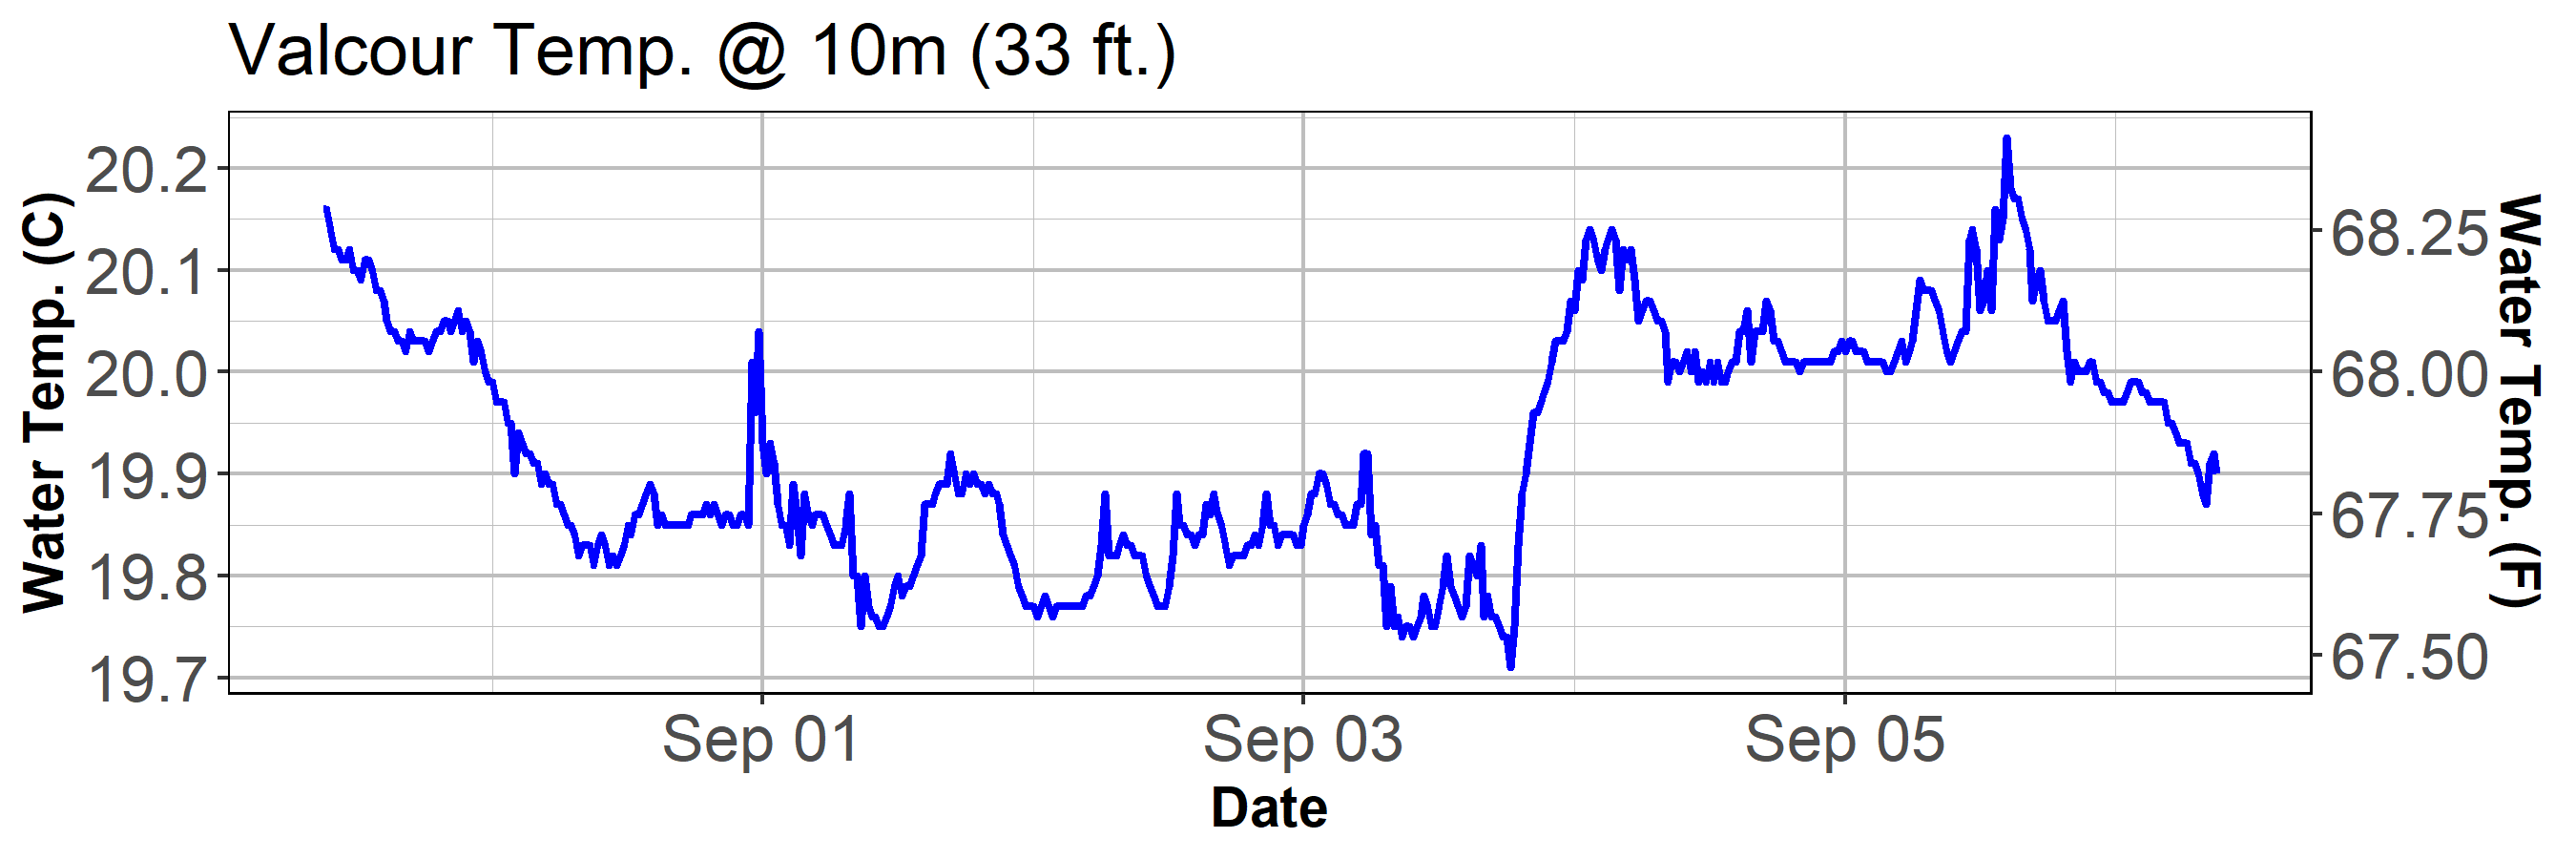 Valcour Temp. @ 10m (33 ft.)
Water Temp. (C)
20.2
20.1
20.0
19.9
19.8
19.7
68.25
68.00
67.75
67.50
Water Temp. (F)
Sep 01 Sep 03 Sep 05
Date